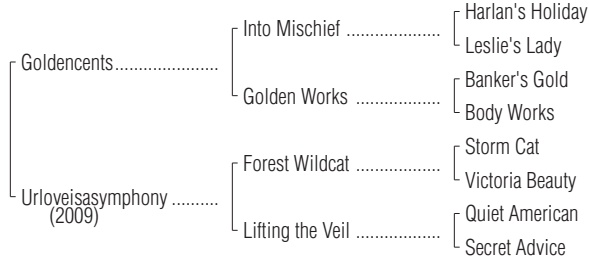 Harlan's Holiday
Into Mischief ..................
Leslie's Lady
Goldencents.....................
Banker's Gold
Golden Works ................
Body Works
Storm Cat
Forest Wildcat ................
Victoria Beauty
Urloveisasymphony .........
(2009)
Quiet American
Lifting the Veil ................
Secret Advice